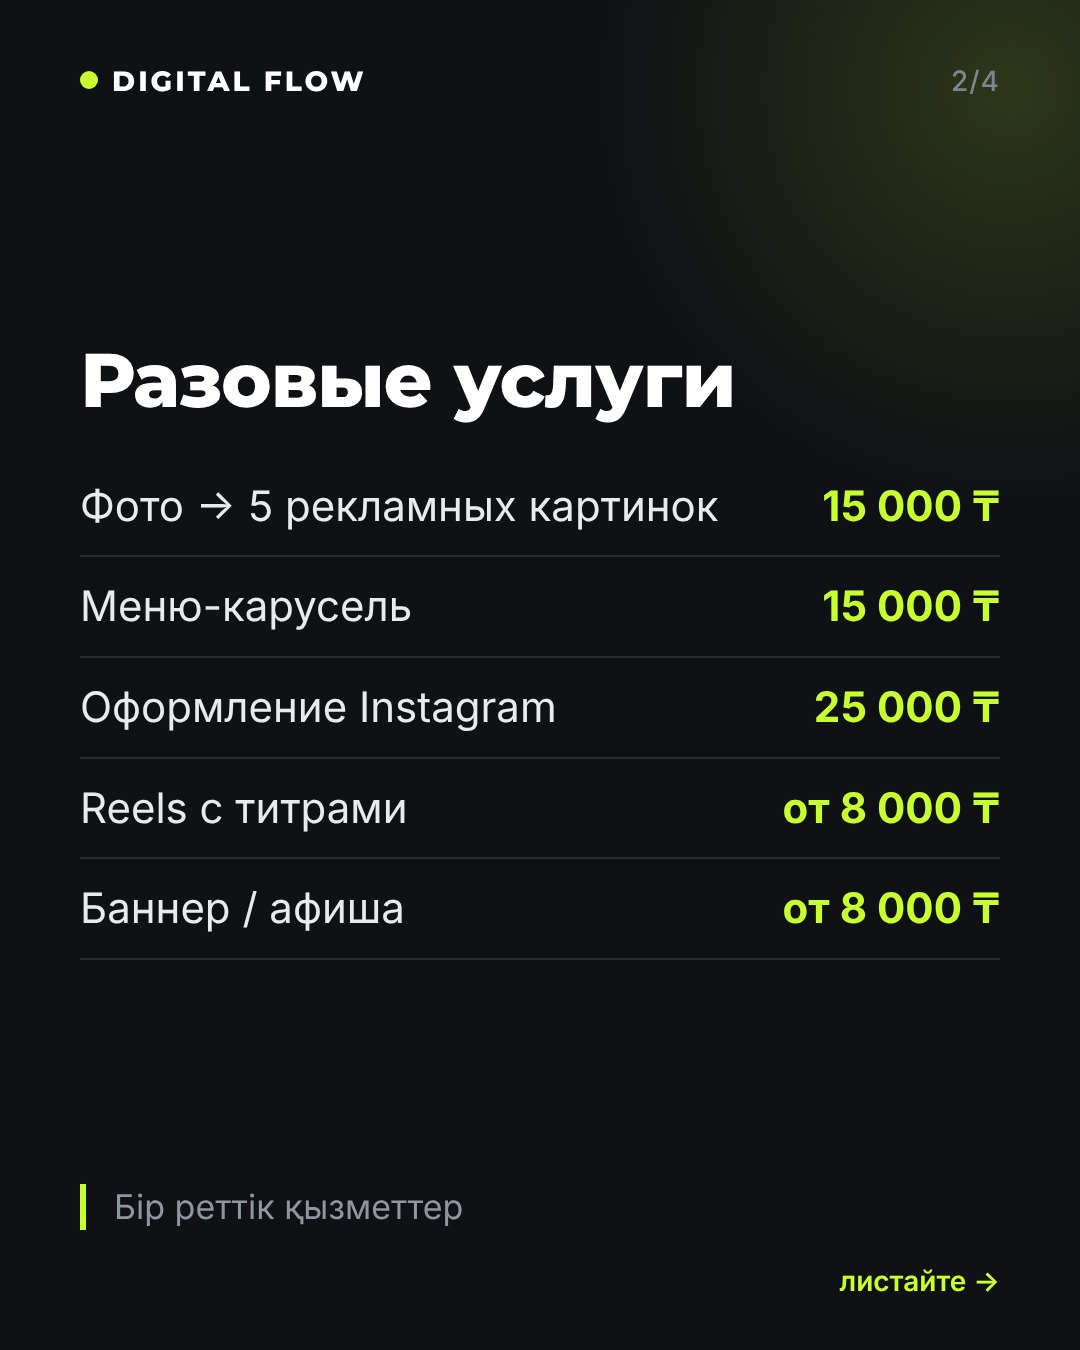 DIGITAL FLOW
2/4
Разовые услуги
Фото → 5 рекламных картинок 15 000 ₸
Меню-карусель 15 000 ₸
Оформление Instagram 25 000 ₸
Reels с титрами от 8 000 ₸
Баннер / афиша от 8 000 ₸
Бір реттік қызметтер
листайте →